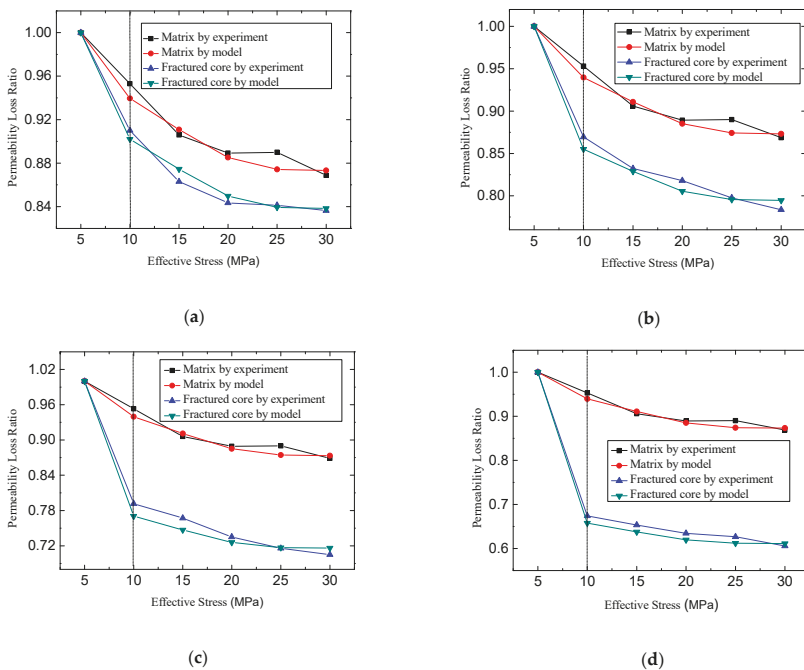 1.00
0.96
0.92
0.88
0.84
Permeability Loss Ratio
Matrix by experiment
Matrix by model
Fractured core by experiment
Fractured core by model
5 10 15 20 25 30
Effective Stress (MPa)
(a)
1.00
0.95
0.90
0.85
0.80
Permeability Loss Ratio
Matrix by experiment
Matrix by model
Fractured core by experiment
Fractured core by model
5 10 15 20 25 30
Effective Stress (MPa)
(b)
1.02
0.96
0.90
0.84
0.78
0.72
Permeability Loss Ratio
Matrix by experiment
Matrix by model
Fractured core by experiment
Fractured core by model
5 10 15 20 25 30
Effective Stress (MPa)
(c)
1.0
0.9
0.8
0.7
0.6
Permeability Loss Ratio
Matrix by experiment
Matrix by model
Fractured core by experiment
Fractured core by model
5 10 15 20 25 30
Effective Stress (MPa)
(d)